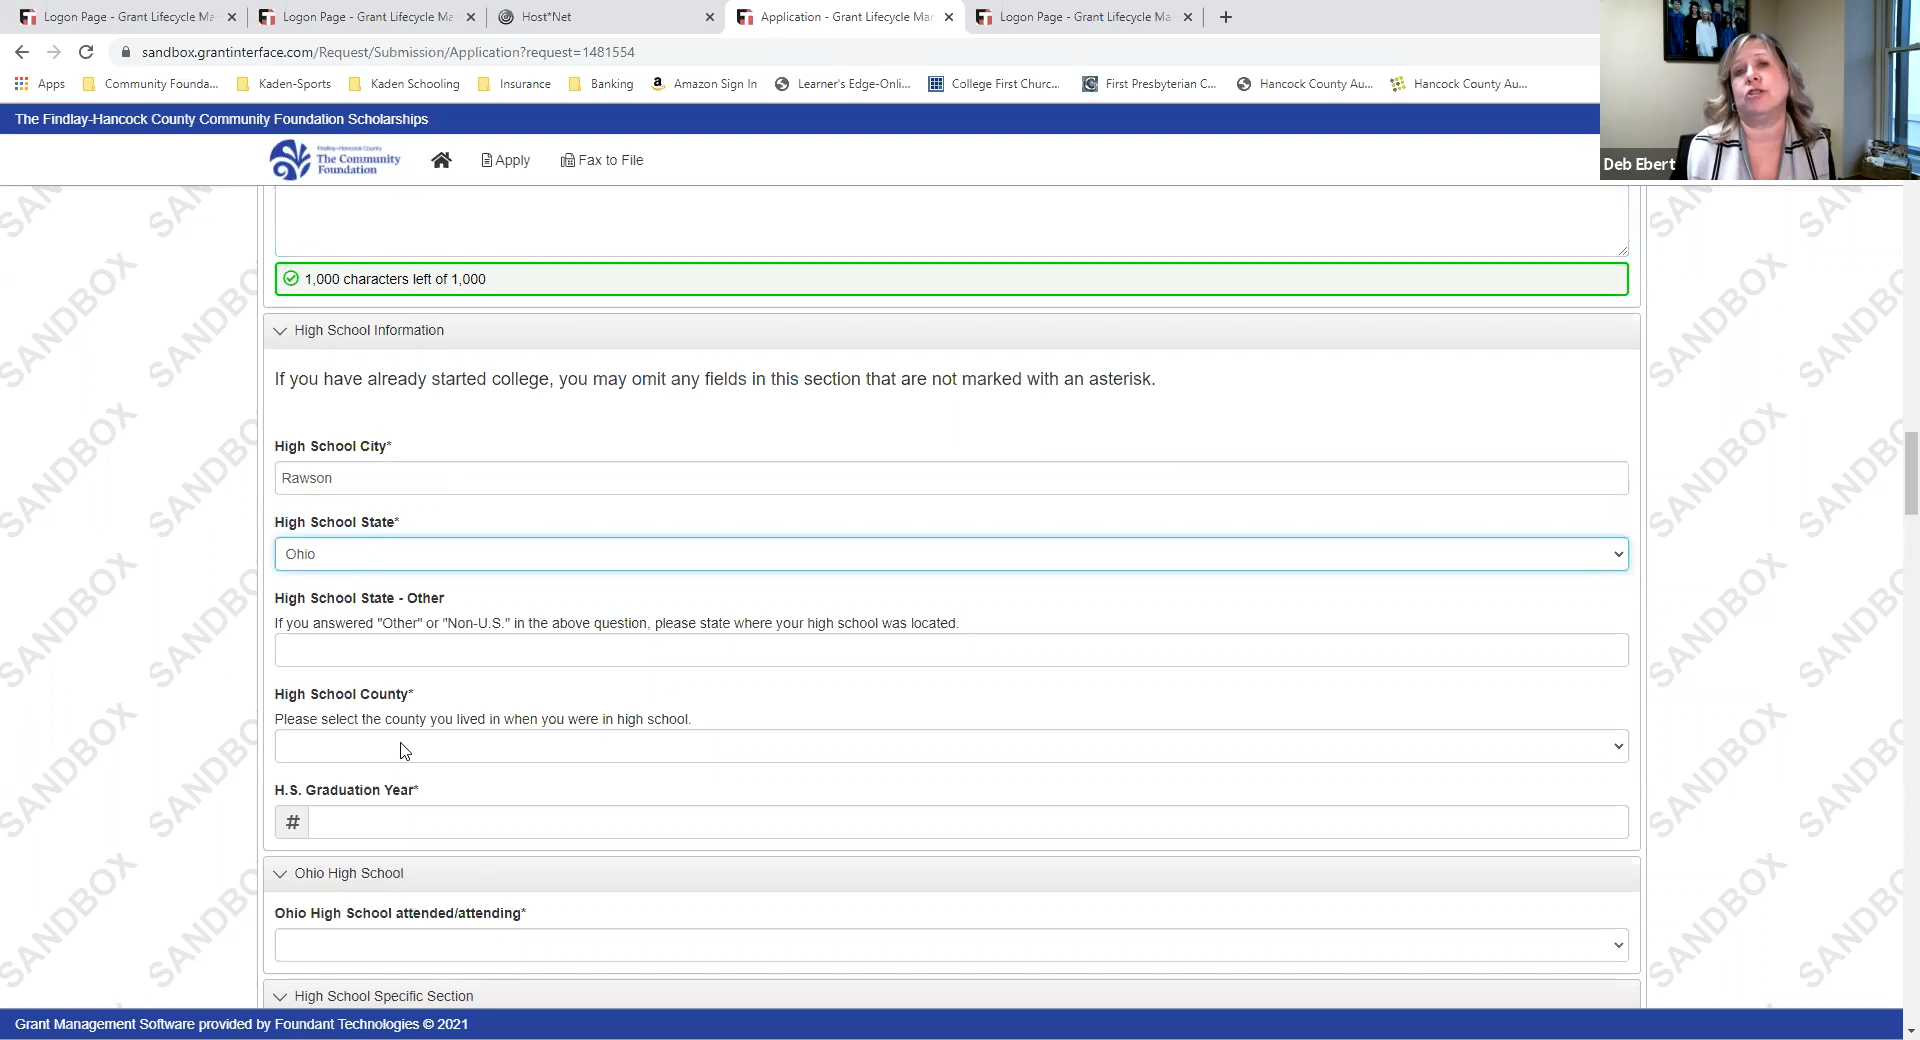 Logon Page - Grant Lifecycle Ma
Logon Page - Grant Lifecycle Ma
Host*Net
Application - Grant Lifecycle Mar
Logon Page - Grant Lifecycle Ma
sandbox.grantinterface.com/Request/Submission/Application?request=1481554
Apps
Community Founda...
Kaden-Sports
Kaden Schooling
Insurance
Banking
Amazon Sign In
Learner's Edge-Onli...
College First Churc...
First Presbyterian C...
Hancock County Au...
Hancock County Au...
Deb Ebert
The Findlay-Hancock County Community Foundation Scholarships
Findlay • Hancock County
The Community
Foundation
Apply
Fax to File
1,000 characters left of 1,000
High School Information
If you have already started college, you may omit any fields in this section that are not marked with an asterisk.
High School City*
Rawson
High School State*
Ohio
High School State - Other
If you answered "Other" or "Non-U.S." in the above question, please state where your high school was located.
High School County*
Please select the county you lived in when you were in high school.
H.S. Graduation Year*
#
Ohio High School
Ohio High School attended/attending*
High School Specific Section
Grant Management Software provided by Foundant Technologies © 2021
SANDBOX